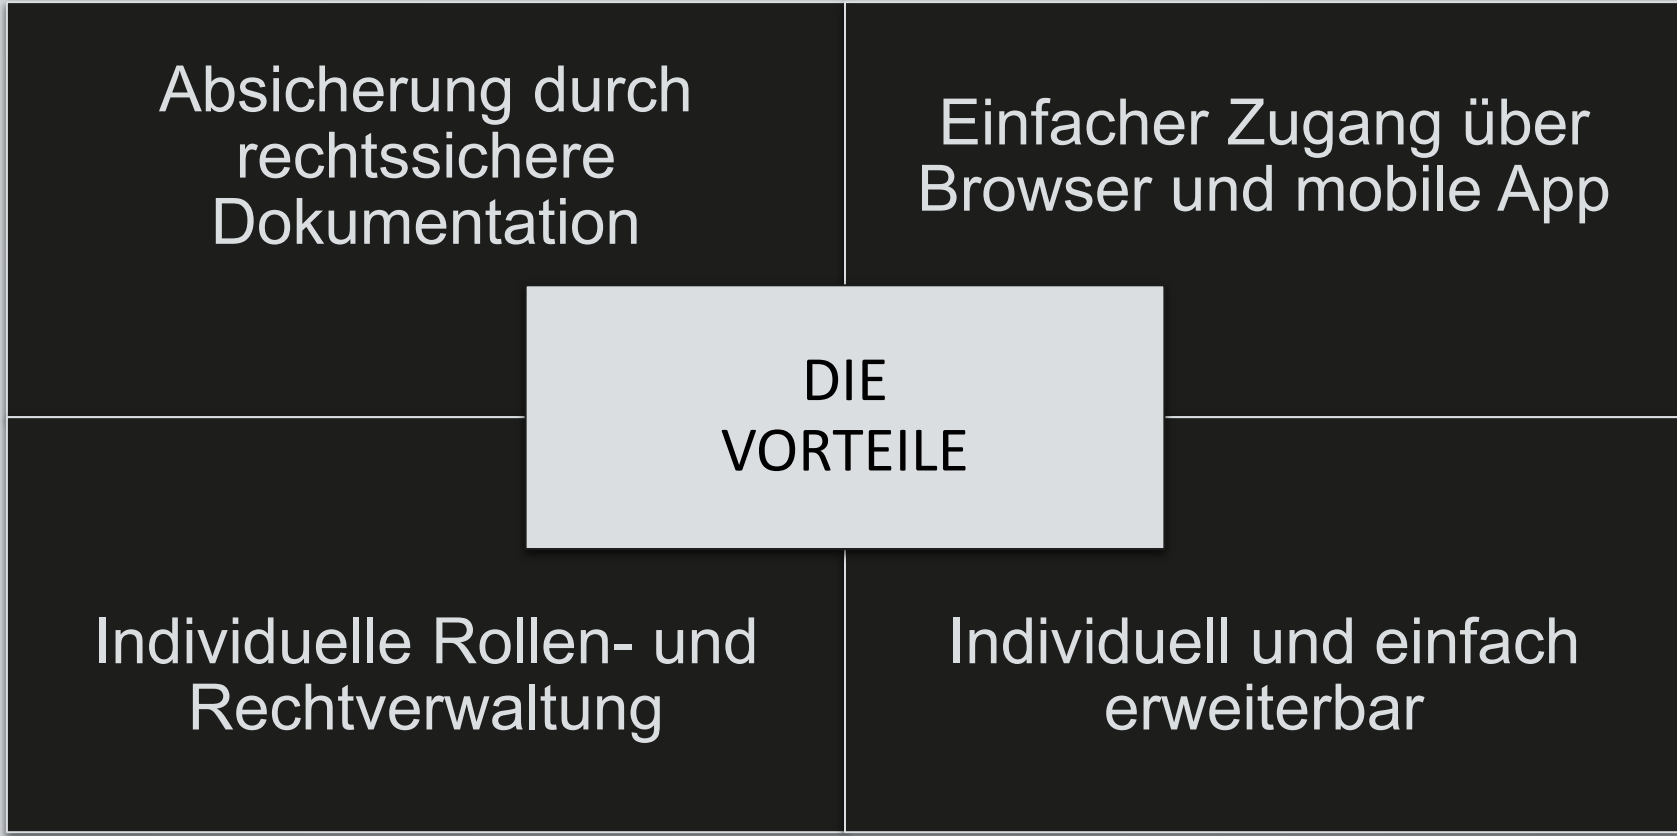 Absicherung durch
rechtssichere
Dokumentation
Einfacher Zugang über
Browser und mobile App
DIE
VORTEILE
Individuelle Rollen- und
Rechtverwaltung
Individuell und einfach
erweiterbar